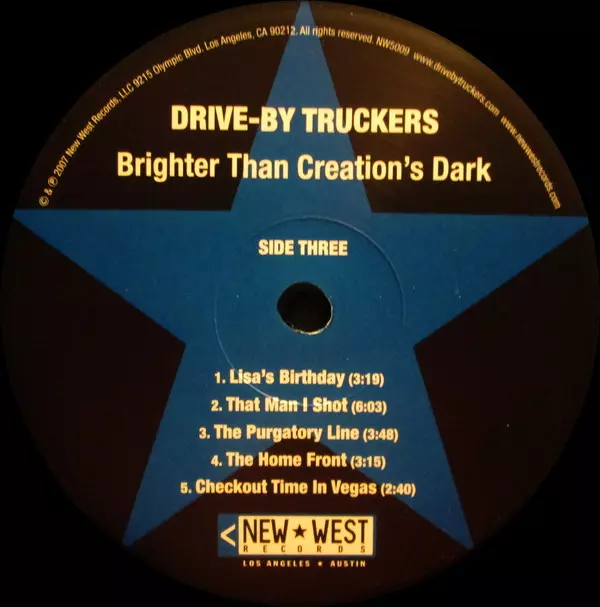 © & ℗ 2007 New West Records, LLC 9215 Olympic Blvd. Los Angeles, CA 90212. All rights reserved. NW5009 www.drivebytruckers.com www.newwestrecords.com
DRIVE-BY TRUCKERS
Brighter Than Creation's Dark
SIDE THREE
1. Lisa's Birthday (3:19)
2. That Man I Shot (6:03)
3. The Purgatory Line (3:48)
4. The Home Front (3:15)
5. Checkout Time In Vegas (2:40)
< NEW ★ WEST
RECORDS
LOS ANGELES ★ AUSTIN